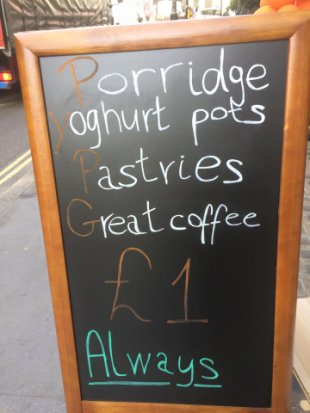 Porridge
Yoghurt pots
Pastries
Great coffee
£1
Always